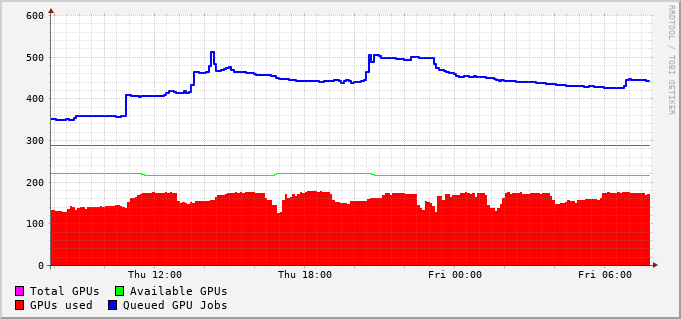 RRDTOOL / TOBI OETIKER
600
500
400
300
200
100
0
Thu 12:00 Thu 18:00 Fri 00:00 Fri 06:00
Total GPUs Available GPUs
GPUs used Queued GPU Jobs